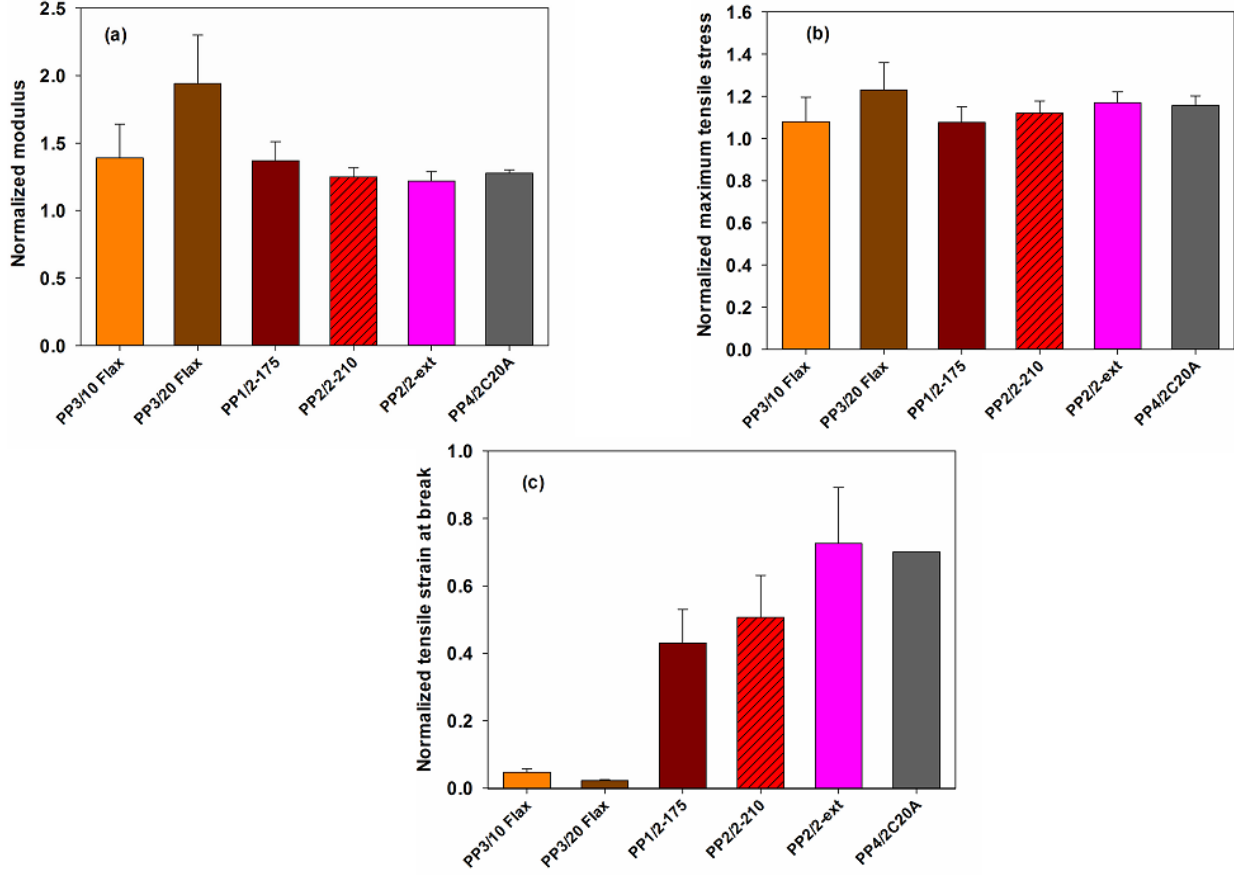 (a)
Normalized modulus
2.5
2.0
1.5
1.0
0.5
0.0
PP3/10 Flax
PP3/20 Flax
PP1/2-175
PP2/2-210
PP2/2-ext
PP4/2C20A
(b)
Normalized maximum tensile stress
1.6
1.4
1.2
1.0
0.8
0.6
0.4
0.2
0.0
PP3/10 Flax
PP3/20 Flax
PP1/2-175
PP2/2-210
PP2/2-ext
PP4/2C20A
(c)
Normalized tensile strain at break
1.0
0.8
0.6
0.4
0.2
0.0
PP3/10 Flax
PP3/20 Flax
PP1/2-175
PP2/2-210
PP2/2-ext
PP4/2C20A